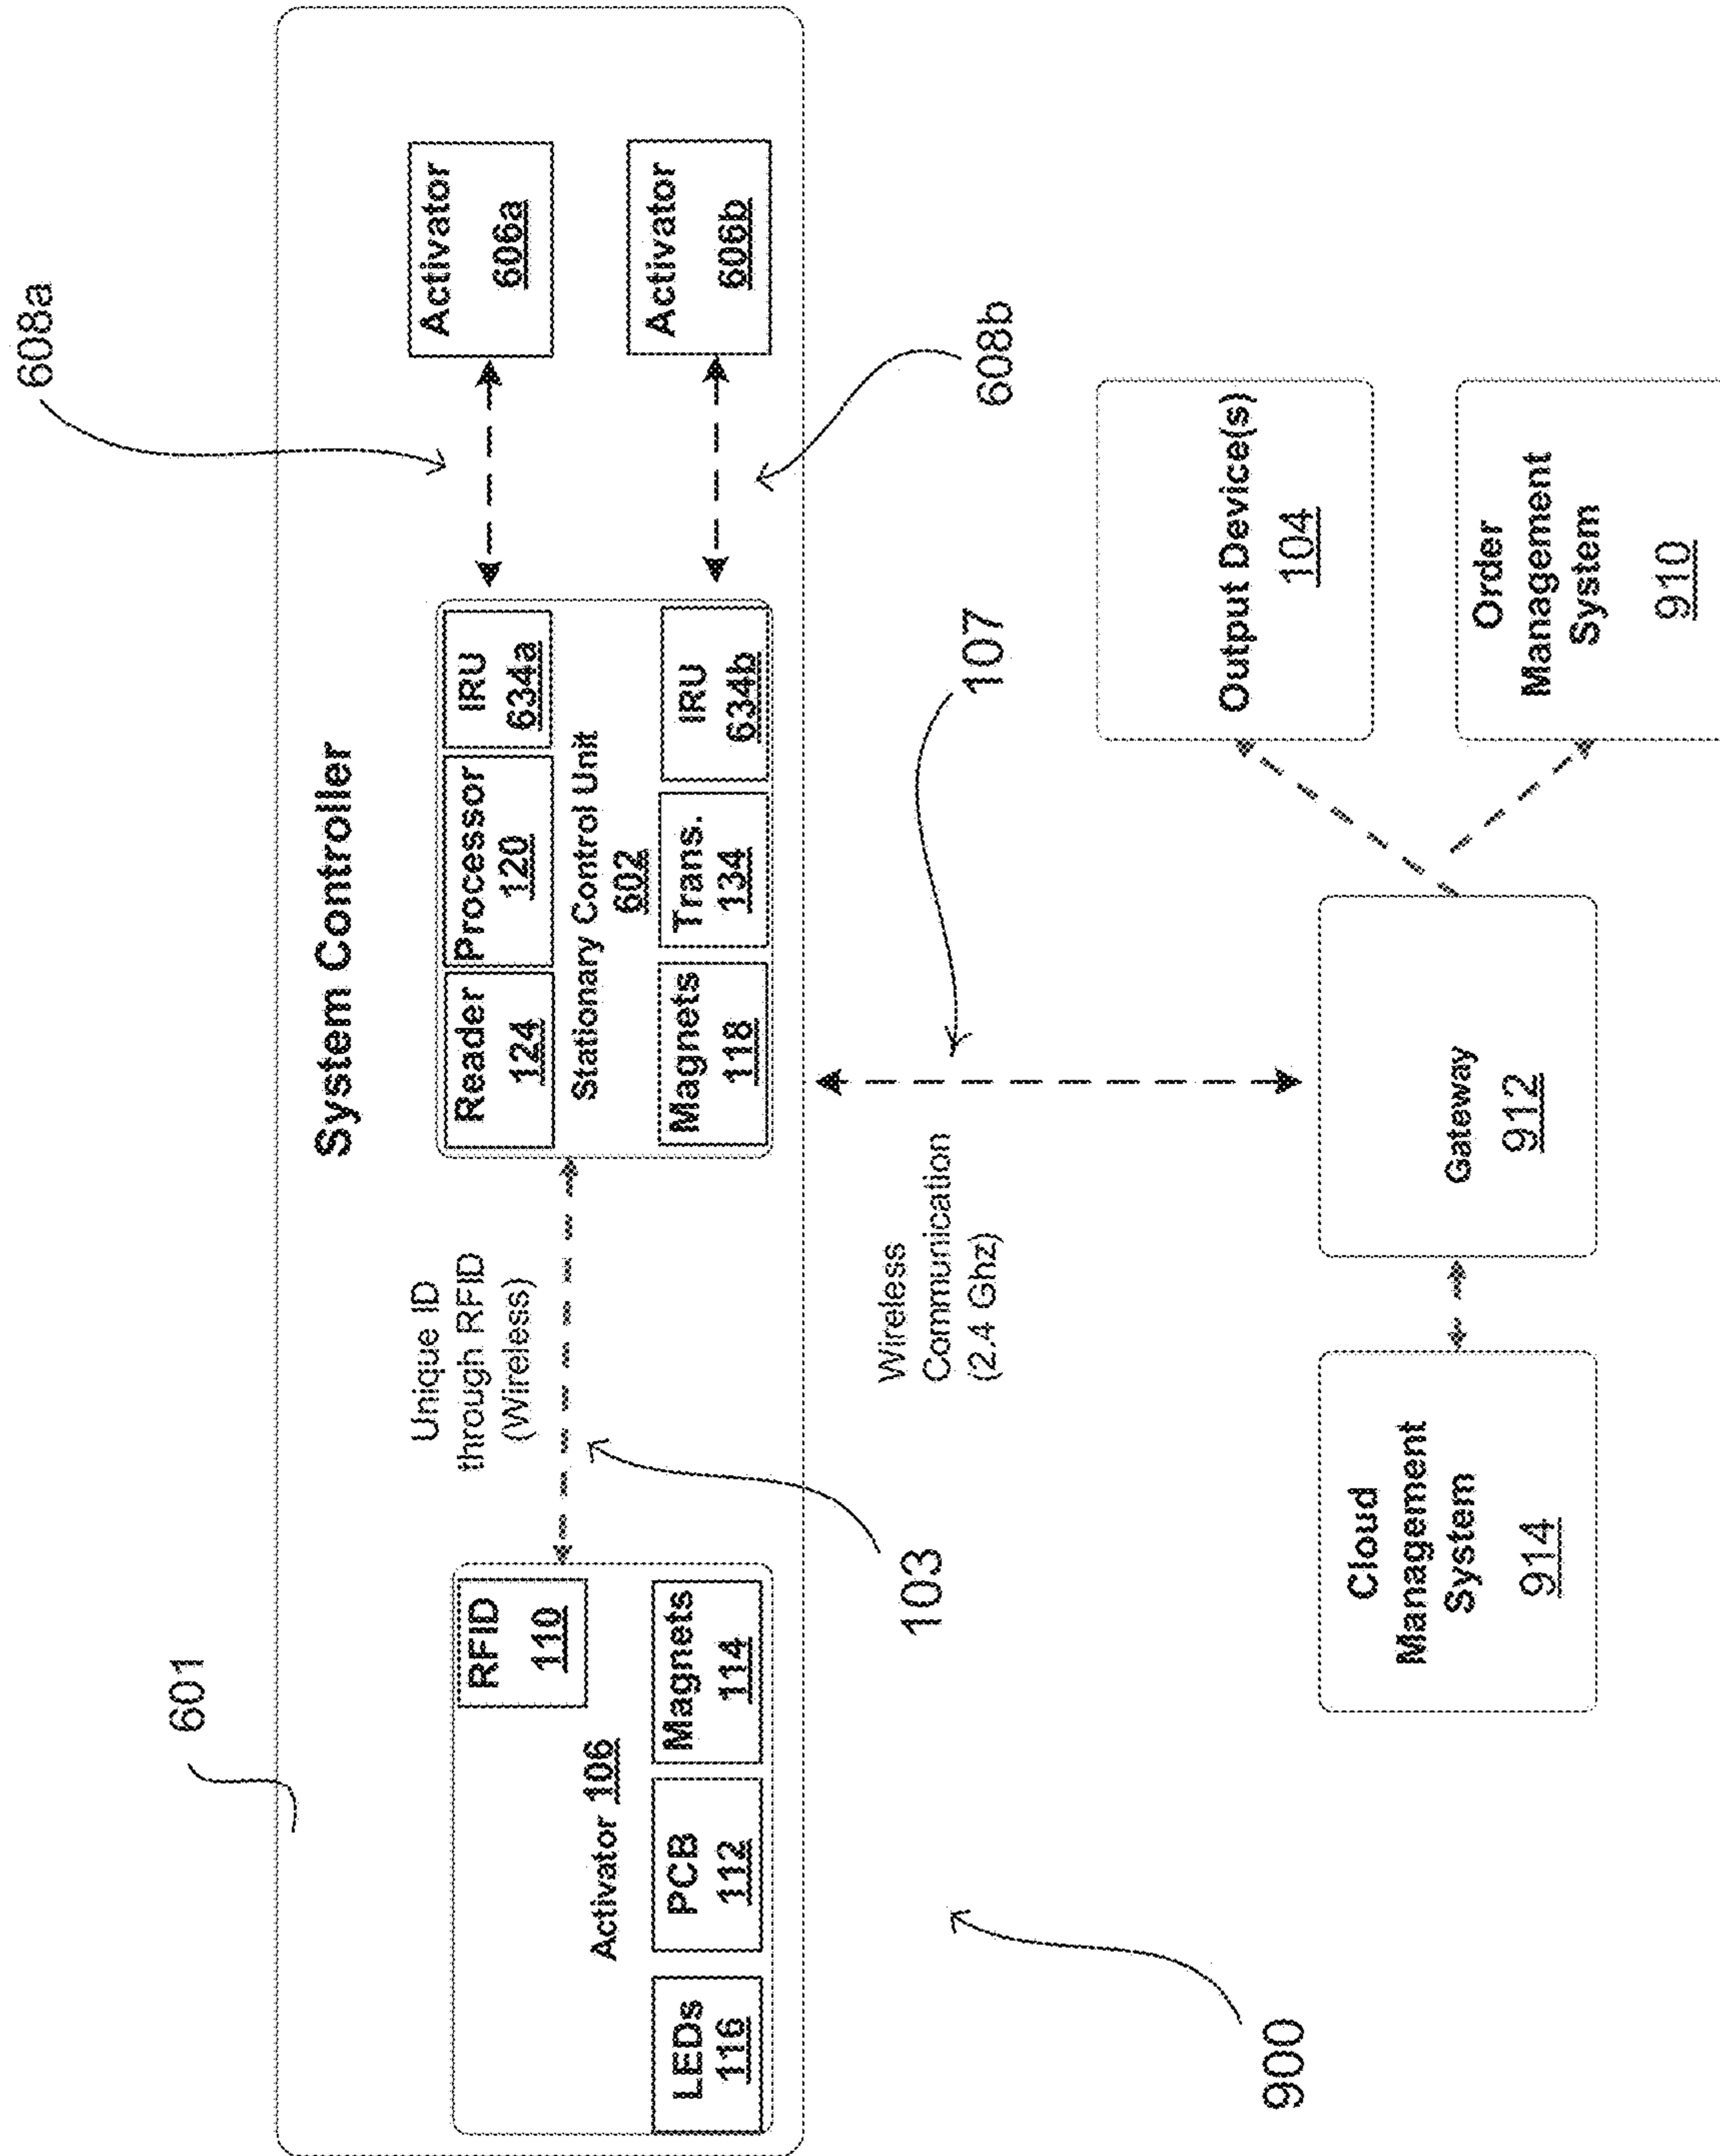 601
608a
System Controller
RFID
110
Activator 106
LEDs
116
PCB
112
Magnets
114
Unique ID
through RFID
(Wireless)
103
Reader
124
Processor
120
IRU
634a
Stationary Control Unit
602
Magnets
118
Trans.
134
IRU
634b
Activator
606a
Activator
606b
608b
Wireless
Communication
(2.4 Ghz)
107
900
Cloud
Management
System
914
Gateway
912
Output Device(s)
104
Order
Management
System
910